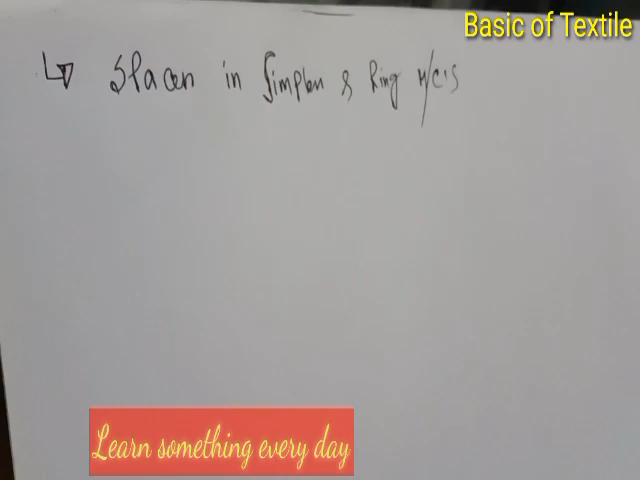 Basic of Textile
Spacer in Simplex & Ring M/C's
Learn something every day